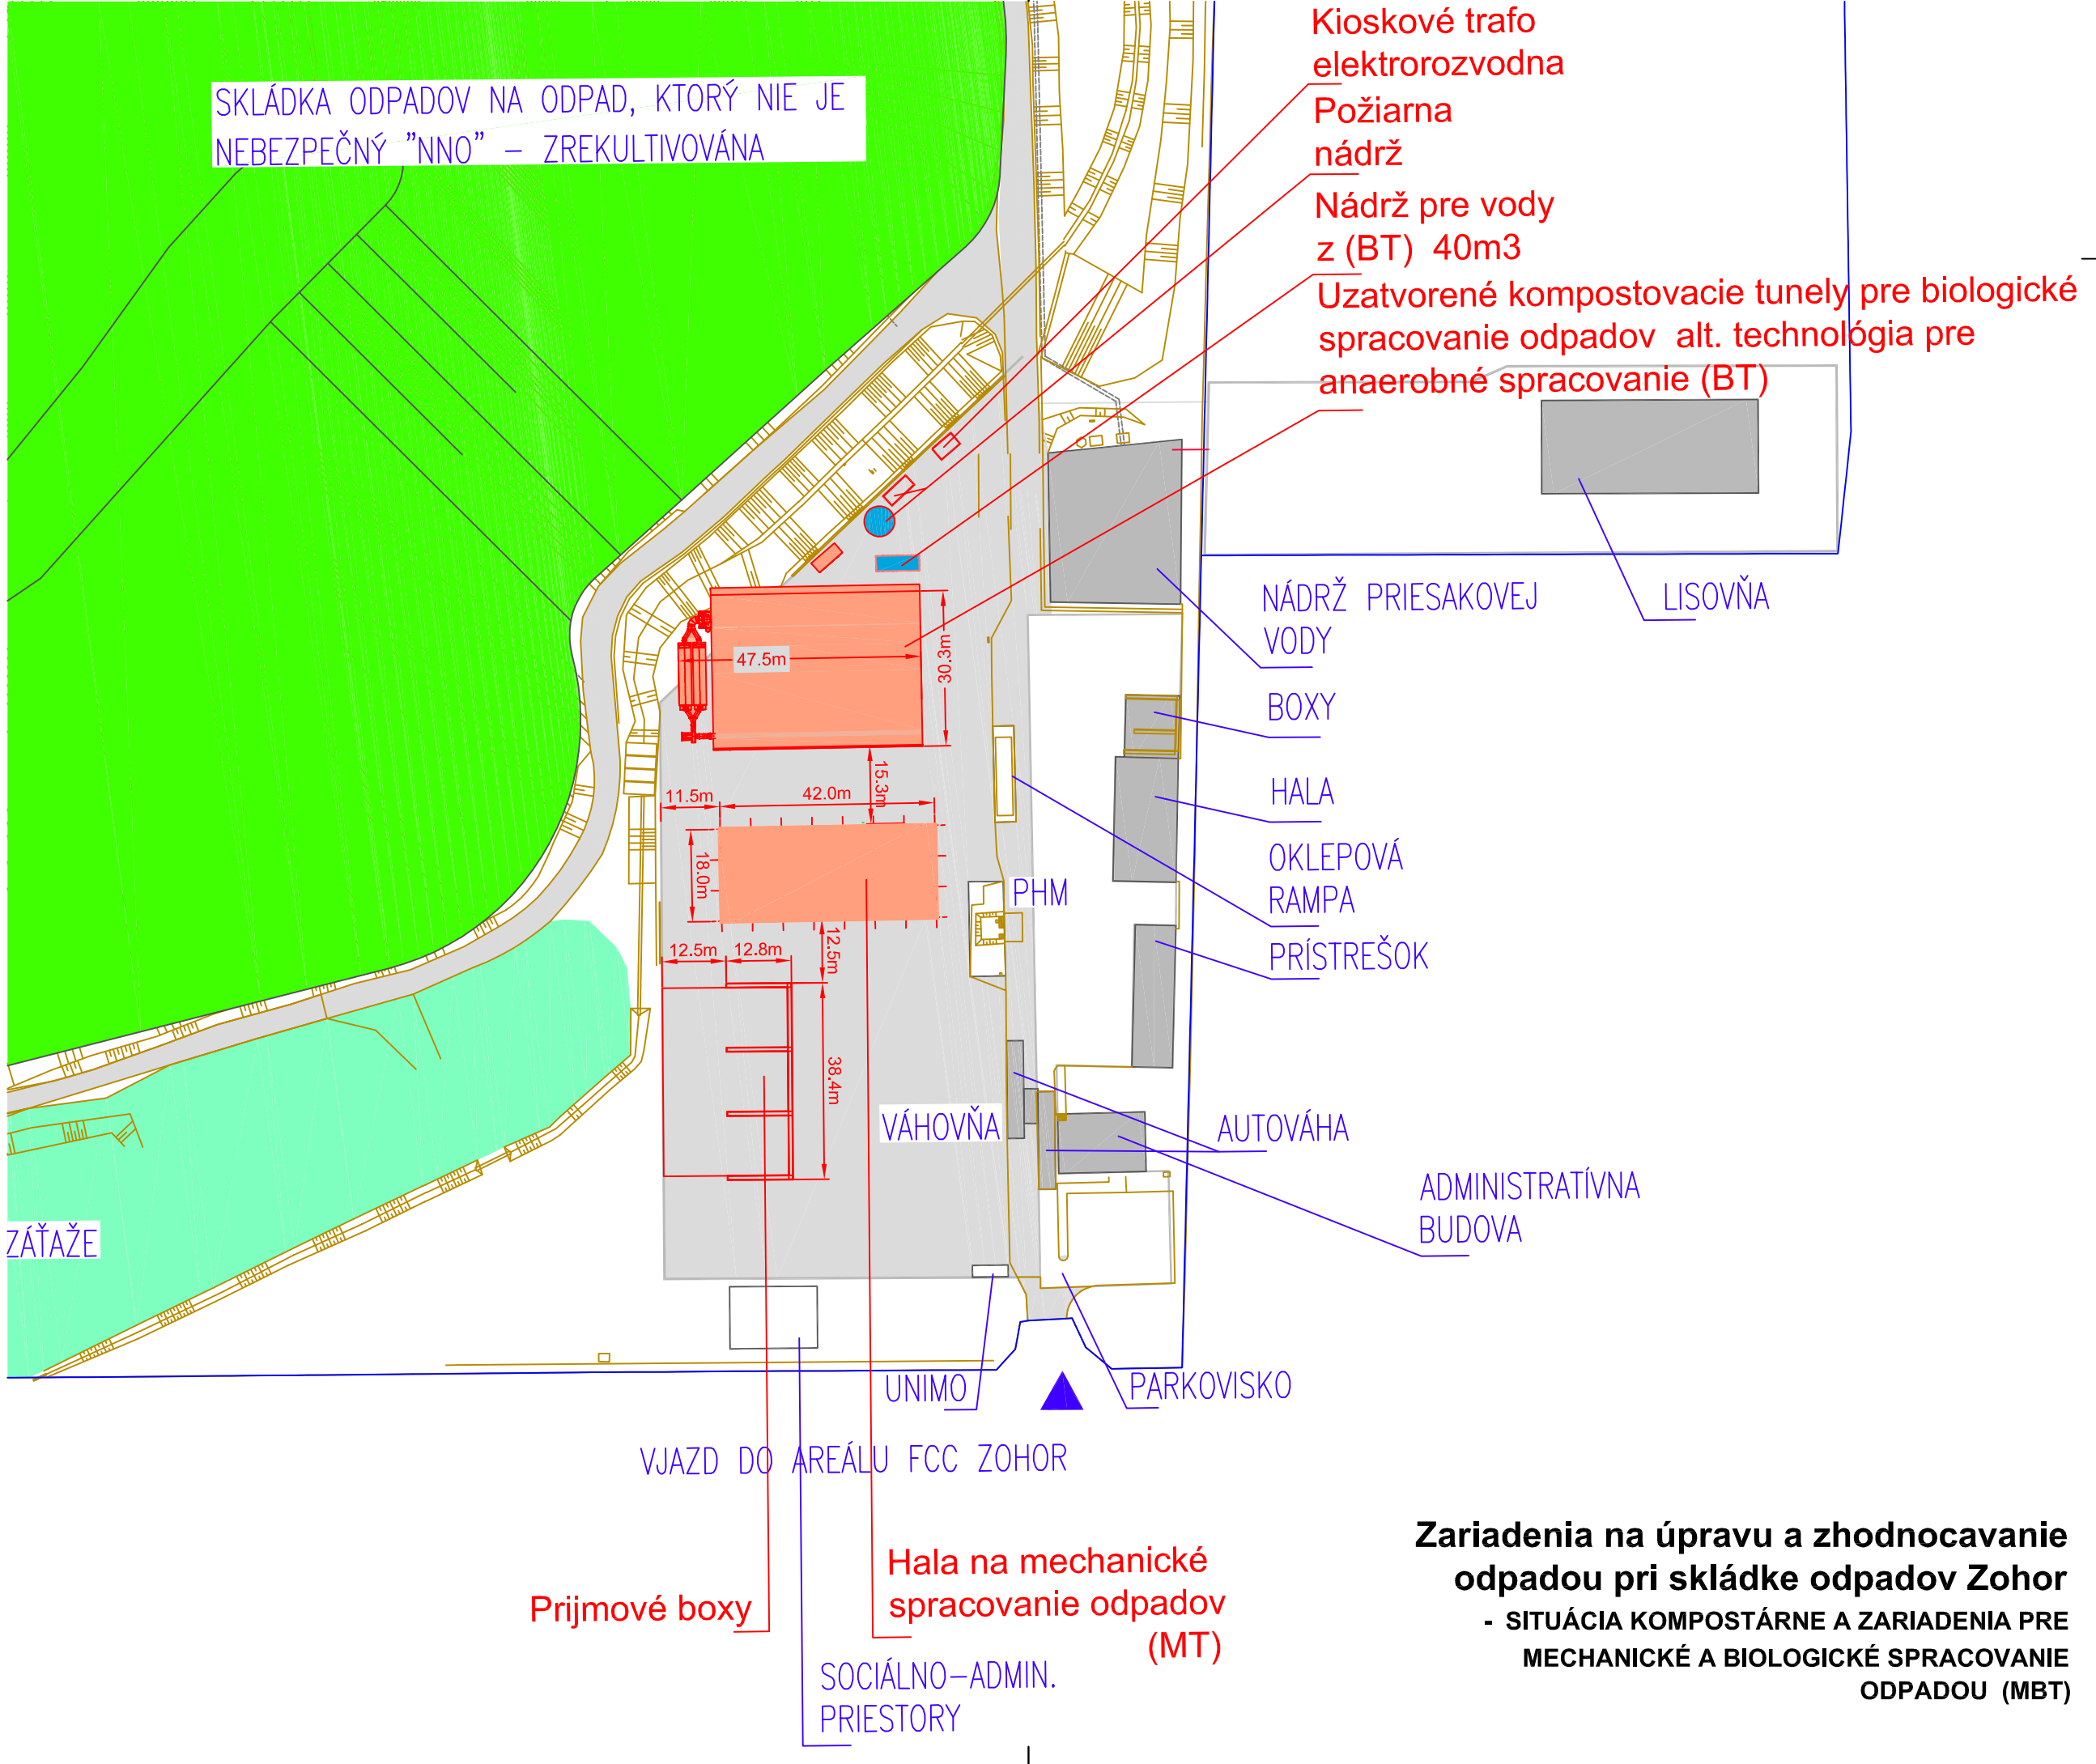 Kioskové trafo
elektrorozvodna
Požiarna
nádrž
Nádrž pre vody
z (BT) 40m3
Uzatvorené kompostovacie tunely pre biologické
spracovanie odpadov alt. technológia pre
anaerobné spracovanie (BT)
SKLÁDKA ODPADOV NA ODPAD, KTORÝ NIE JE
NEBEZPEČNÝ "NNO" – ZREKULTIVOVÁNA
NÁDRŽ PRIESAKOVEJ
VODY
LISOVŇA
47.5m
30.3m
BOXY
15.3m
11.5m
42.0m
HALA
18.0m
OKLEPOVÁ
RAMPA
PHM
12.5m
12.8m
12.5m
PRÍSTREŠOK
38.4m
VÁHOVŇA
AUTOVÁHA
ADMINISTRATÍVNA
BUDOVA
ZÁŤAŽE
UNIMO
PARKOVISKO
VJAZD DO AREÁLU FCC ZOHOR
Prijmové boxy
Hala na mechanické
spracovanie odpadov
(MT)
SOCIÁLNO-ADMIN.
PRIESTORY
Zariadenia na úpravu a zhodnocavanie
odpadou pri skládke odpadov Zohor
- SITUÁCIA KOMPOSTÁRNE A ZARIADENIA PRE
MECHANICKÉ A BIOLOGICKÉ SPRACOVANIE
ODPADOU (MBT)